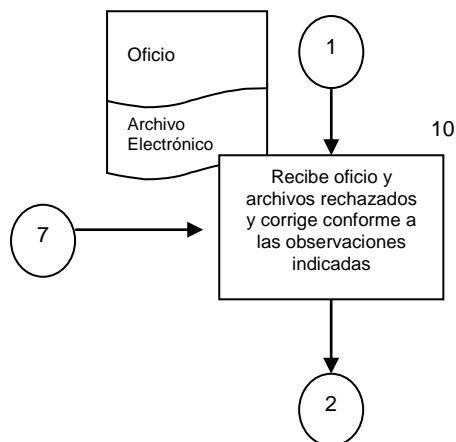 Oficio
1
Archivo
Electrónico
10
Recibe oficio y
archivos rechazados
y corrige conforme a
las observaciones
indicadas
7
2